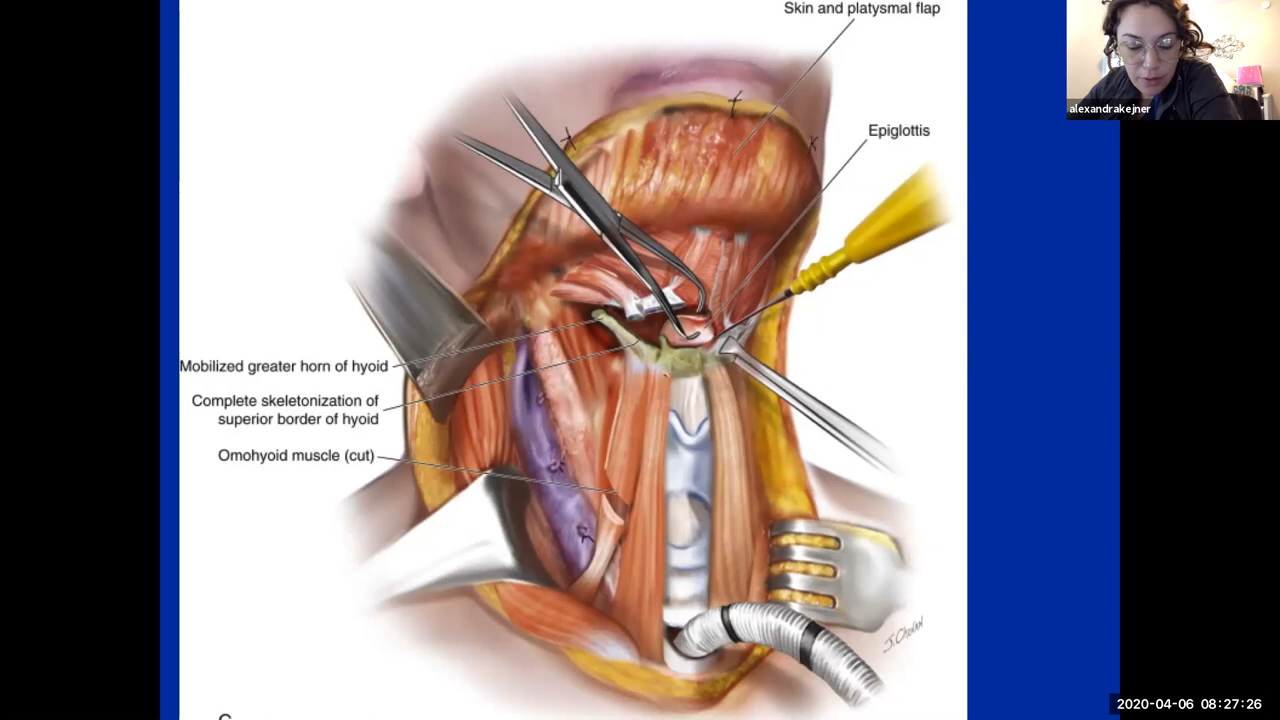 Skin and platysmal flap
alexandrakejner
Epiglottis
Mobilized greater horn of hyoid
Complete skeletonization of
superior border of hyoid
Omohyoid muscle (cut)
2020-04-06 08:27:26